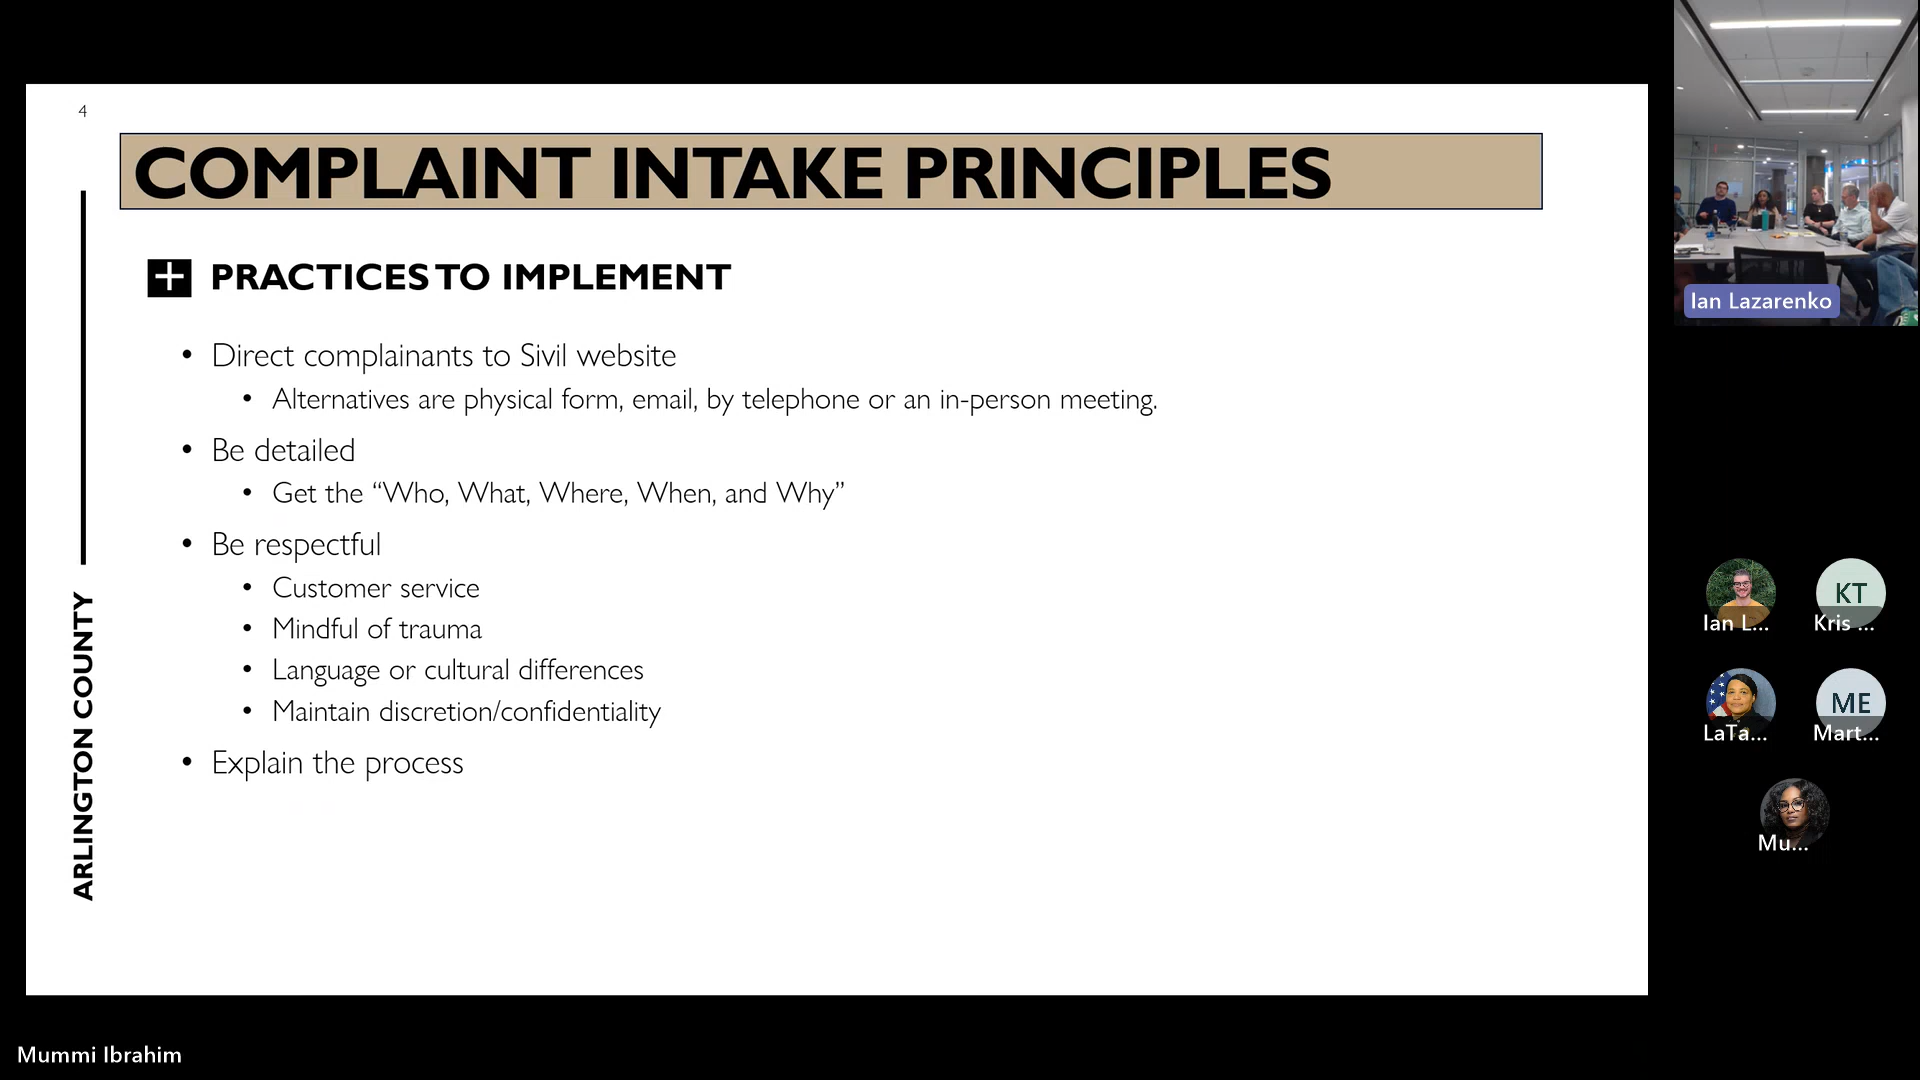 4
COMPLAINT INTAKE PRINCIPLES
PRACTICES TO IMPLEMENT
• Direct complainants to Sivil website
• Alternatives are physical form, email, by telephone or an in-person meeting.
• Be detailed
• Get the “Who, What, Where, When, and Why”
• Be respectful
• Customer service
• Mindful of trauma
• Language or cultural differences
• Maintain discretion/confidentiality
• Explain the process
ARLINGTON COUNTY
Ian Lazarenko
Ian L...
KT
Kris ...
LaTa...
ME
Mart...
Mu...
Mummi Ibrahim